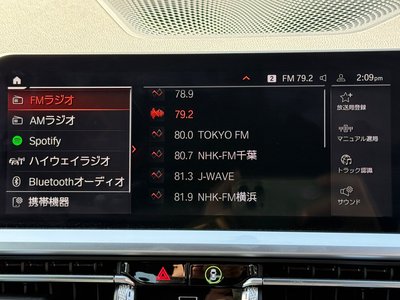 2 FM 79.2 2:09pm
FMラジオ
AMラジオ
Spotify
ハイウェイラジオ
Bluetoothオーディオ
携帯機器
78.9
79.2
80.0 TOKYO FM
80.7 NHK-FM千葉
81.3 J-WAVE
81.9 NHK-FM横浜
放送用登録
マニュアル選局
トラック認識
サウンド